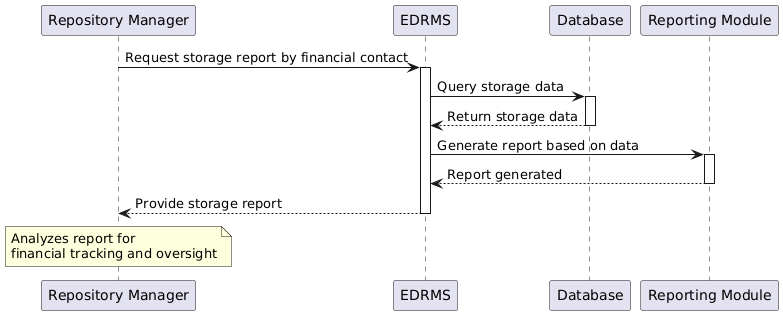 Repository Manager
EDRMS
Database
Reporting Module
Request storage report by financial contact
Query storage data
Return storage data
Generate report based on data
Report generated
Provide storage report
Analyzes report for
financial tracking and oversight
Repository Manager
EDRMS
Database
Reporting Module